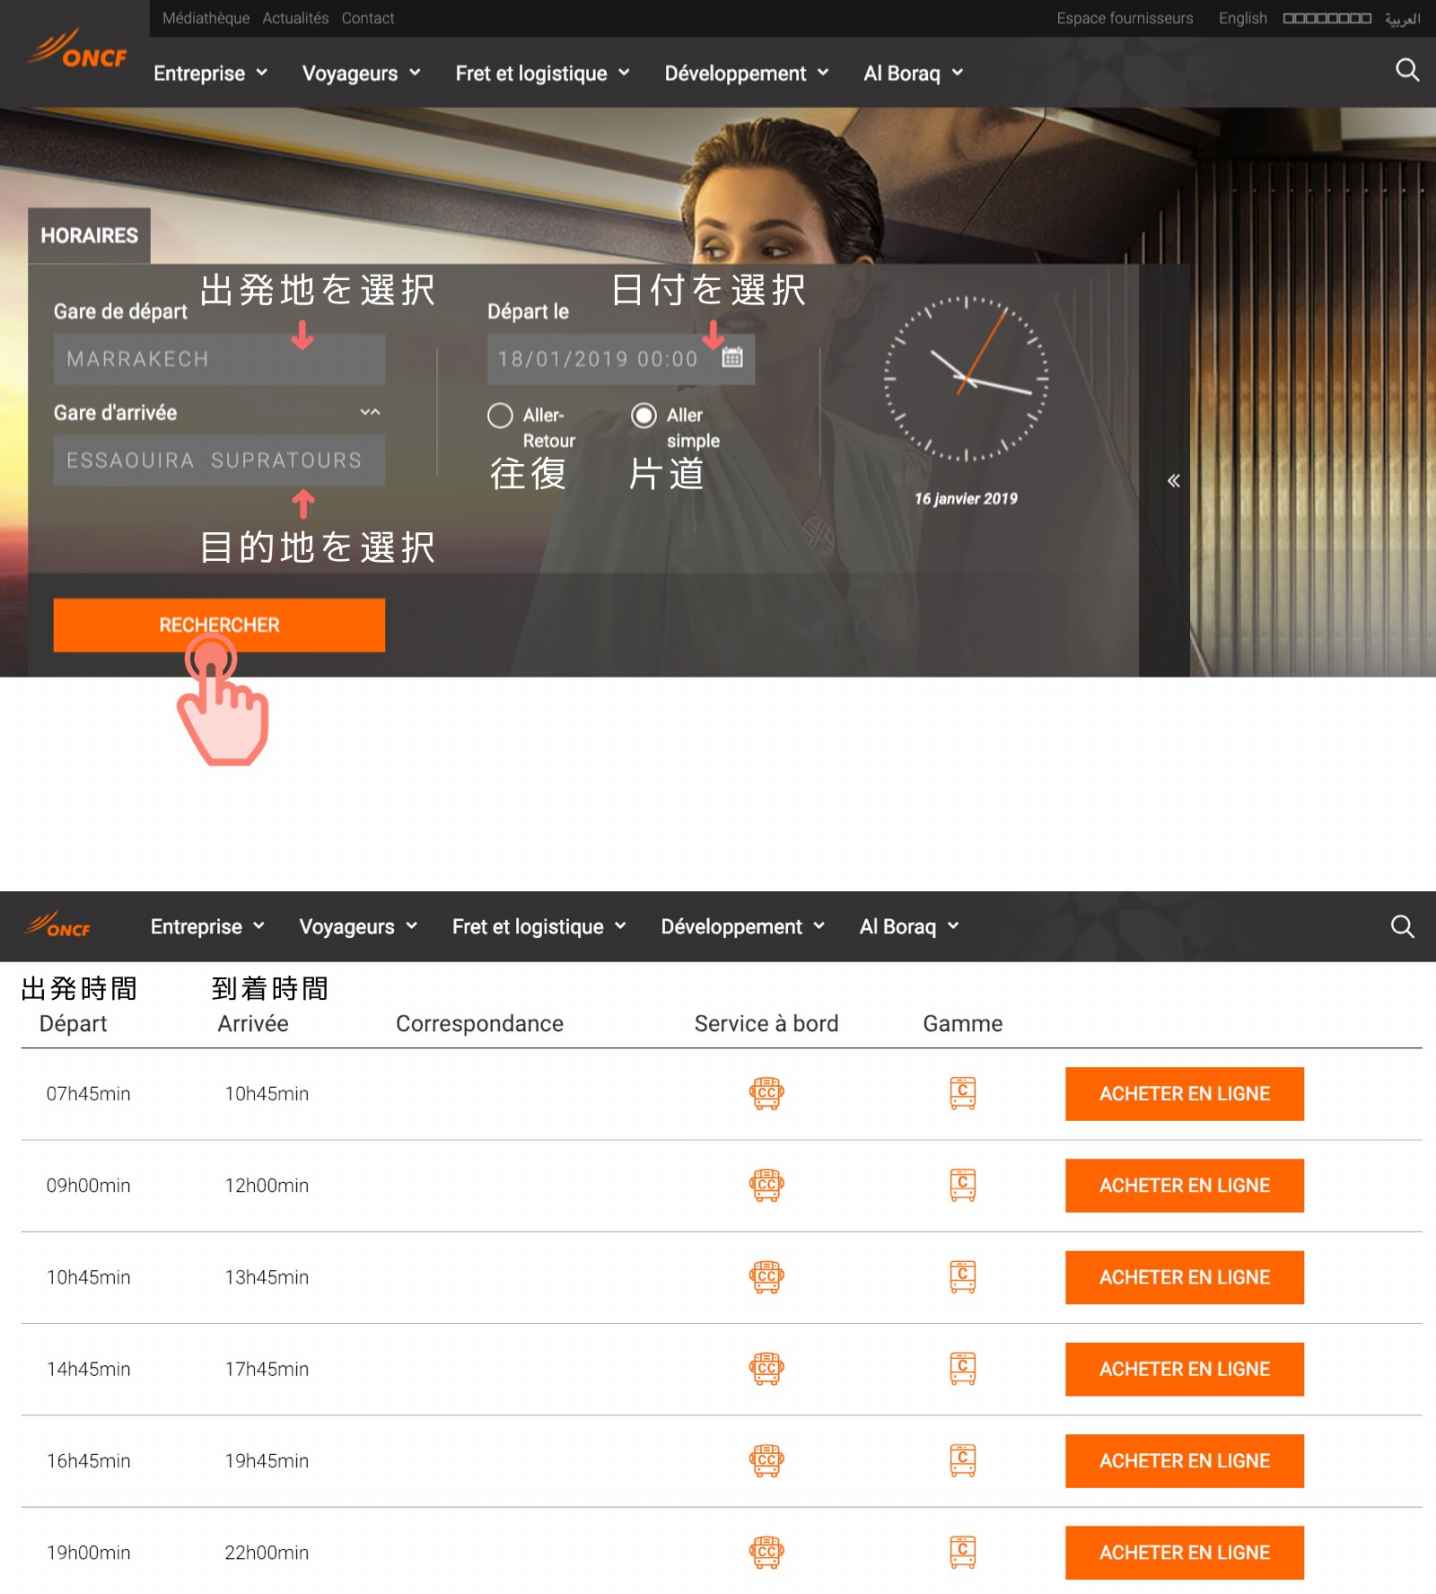 Médiathèque Actualités Contact Espace fournisseurs English العربية
ONCF
Entreprise Voyageurs Fret et logistique Développement Al Boraq
HORAIRES
出発地を選択 日付を選択
Gare de départ Départ le
MARRAKECH 18/01/2019 00:00
Gare d'arrivée Aller-Retour Aller simple
ESSAOUIRA SUPRATOURS 往復 片道
16 janvier 2019
目的地を選択
RECHERCHER
ONCF Entreprise Voyageurs Fret et logistique Développement Al Boraq
出発時間 到着時間
Départ Arrivée Correspondance Service à bord Gamme
07h45min 10h45min CC C ACHETER EN LIGNE
09h00min 12h00min CC C ACHETER EN LIGNE
10h45min 13h45min CC C ACHETER EN LIGNE
14h45min 17h45min CC C ACHETER EN LIGNE
16h45min 19h45min CC C ACHETER EN LIGNE
19h00min 22h00min CC C ACHETER EN LIGNE